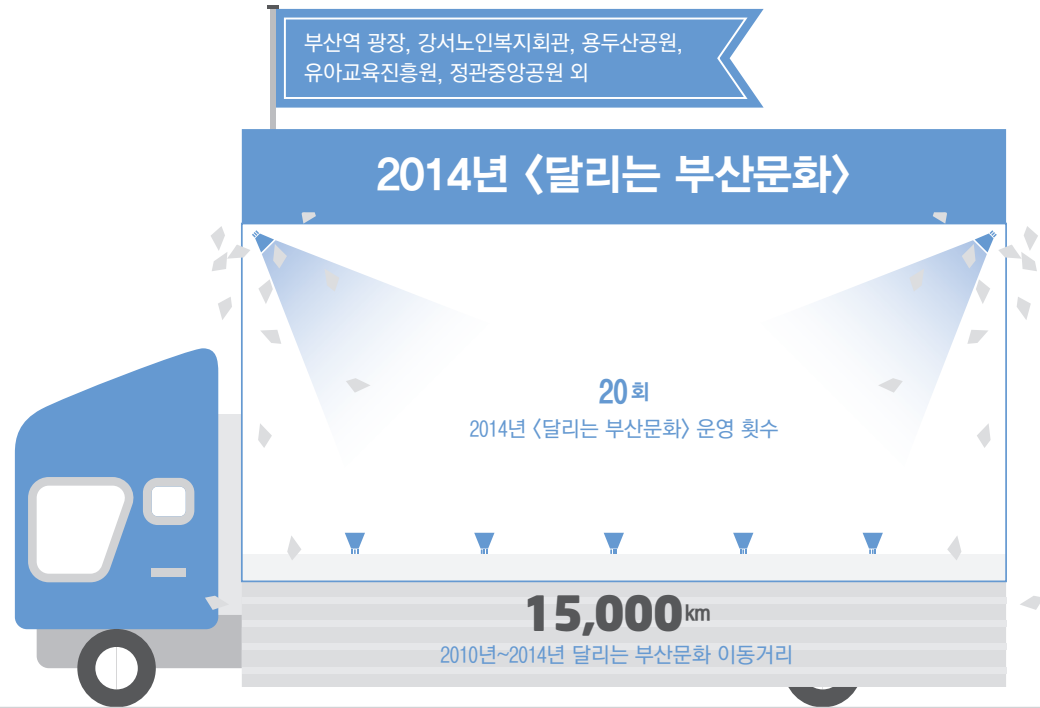 부산역 광장, 강서노인복지회관, 용두산공원,
유아교육진흥원, 정관중앙공원 외
2014년 〈달리는 부산문화〉
20회
2014년 〈달리는 부산문화〉 운영 횟수
15,000km
2010년~2014년 달리는 부산문화 이동거리